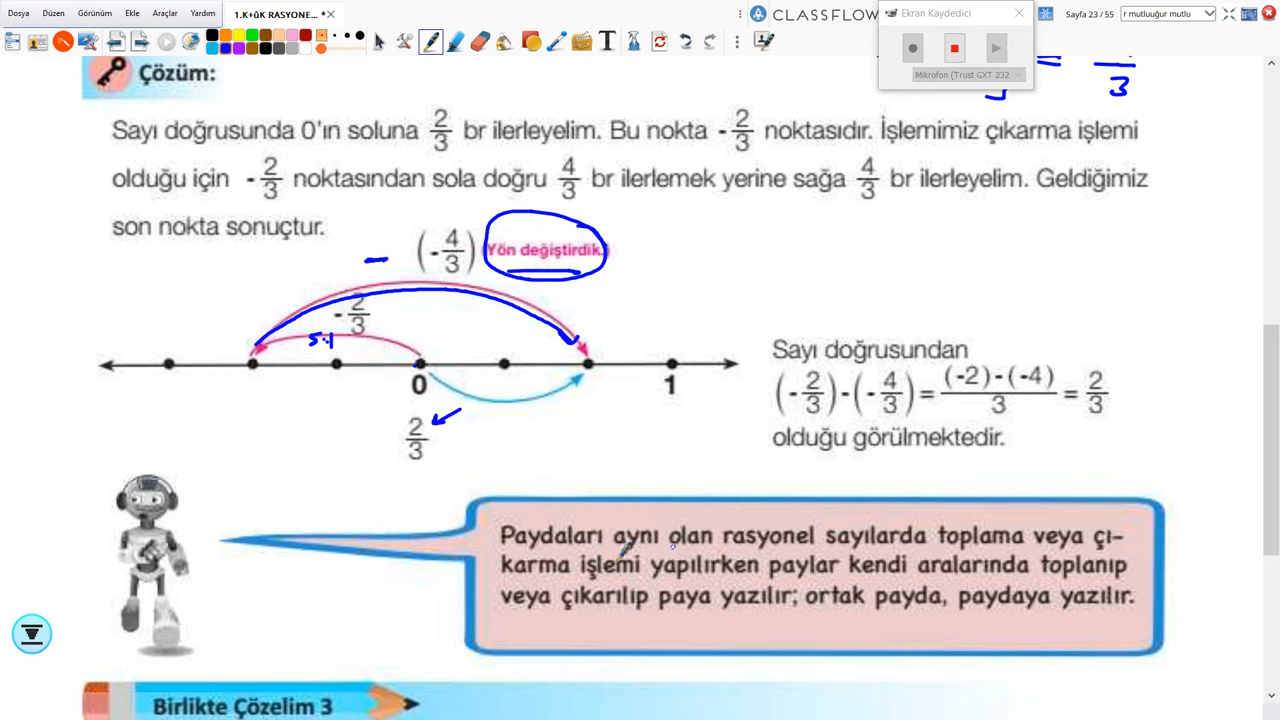 Dosya Düzen Görünüm Ekle Araçlar Yardım
1.K+ûK RASYONE... *
CLASSFLOW
Ekran Kaydedici
Mikrofon (Trust GXT 232
Sayfa 23 / 55
r mutluuğur mutlu
3 = 3
Çözüm:
Sayı doğrusunda 0'ın soluna 2/3 br ilerleyelim. Bu nokta -2/3 noktasıdır. İşlemimiz çıkarma işlemi
olduğu için -2/3 noktasından sola doğru 4/3 br ilerlemek yerine sağa 4/3 br ilerleyelim. Geldiğimiz
son nokta sonuçtur.
- (-4/3) (Yön değiştirdik.)
-2/3
0 1
2/3
Sayı doğrusundan
(-2/3)-(-4/3)=(-2)-(-4)/3=2/3
olduğu görülmektedir.
Paydaları aynı olan rasyonel sayılarda toplama veya çı-
karma işlemi yapılırken paylar kendi aralarında toplanıp
veya çıkarılıp paya yazılır; ortak payda, paydaya yazılır.
Birlikte Çözelim 3